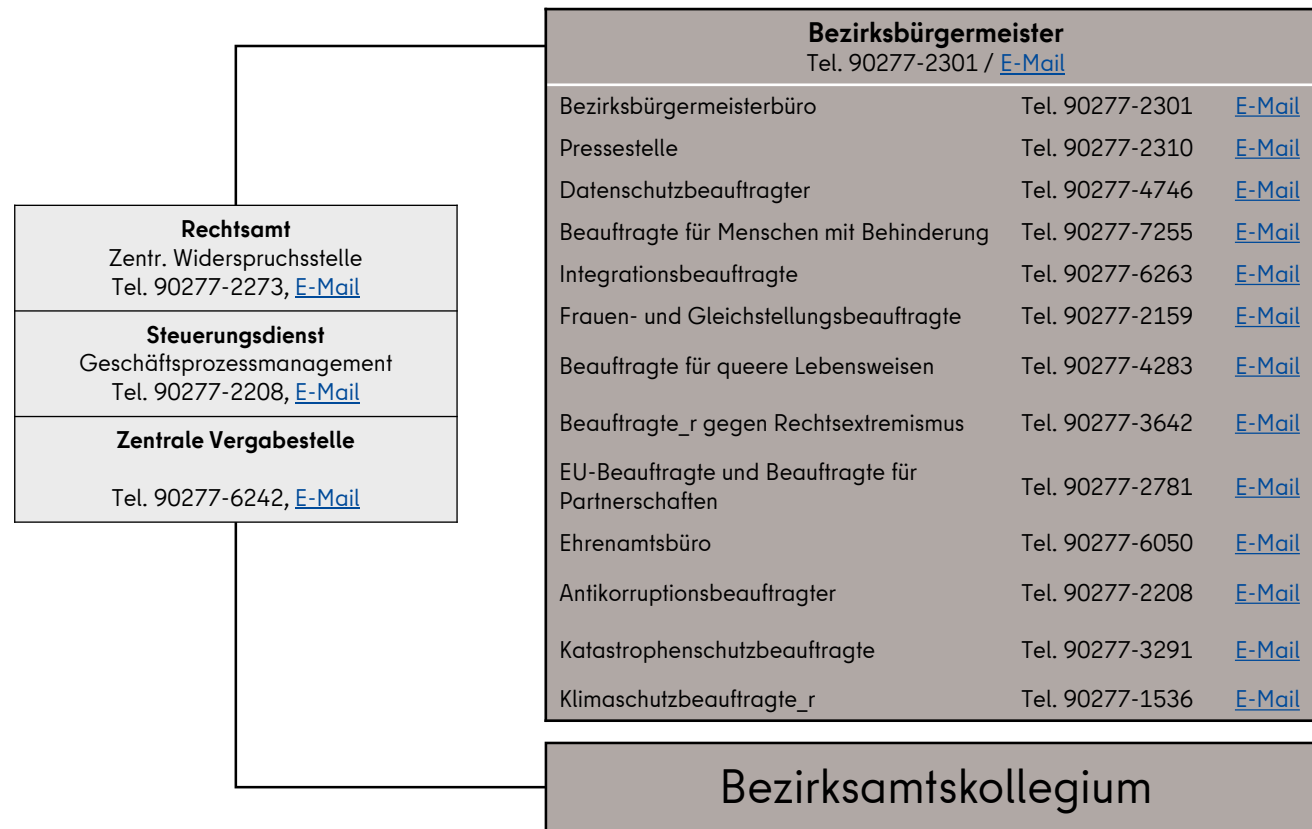 Bezirksbürgermeister
Tel. 90277-2301 / E-Mail
Bezirksbürgermeisterbüro Tel. 90277-2301 E-Mail
Pressestelle Tel. 90277-2310 E-Mail
Datenschutzbeauftragter Tel. 90277-4746 E-Mail
Beauftragte für Menschen mit Behinderung Tel. 90277-7255 E-Mail
Integrationsbeauftragte Tel. 90277-6263 E-Mail
Frauen- und Gleichstellungsbeauftragte Tel. 90277-2159 E-Mail
Beauftragte für queere Lebensweisen Tel. 90277-4283 E-Mail
Beauftragte_r gegen Rechtsextremismus Tel. 90277-3642 E-Mail
EU-Beauftragte und Beauftragte für
Partnerschaften Tel. 90277-2781 E-Mail
Ehrenamtsbüro Tel. 90277-6050 E-Mail
Antikorruptionsbeauftragter Tel. 90277-2208 E-Mail
Katastrophenschutzbeauftragte Tel. 90277-3291 E-Mail
Klimaschutzbeauftragte_r Tel. 90277-1536 E-Mail
Rechtsamt
Zentr. Widerspruchsstelle
Tel. 90277-2273, E-Mail
Steuerungsdienst
Geschäftsprozessmanagement
Tel. 90277-2208, E-Mail
Zentrale Vergabestelle
Tel. 90277-6242, E-Mail
Bezirksamtskollegium